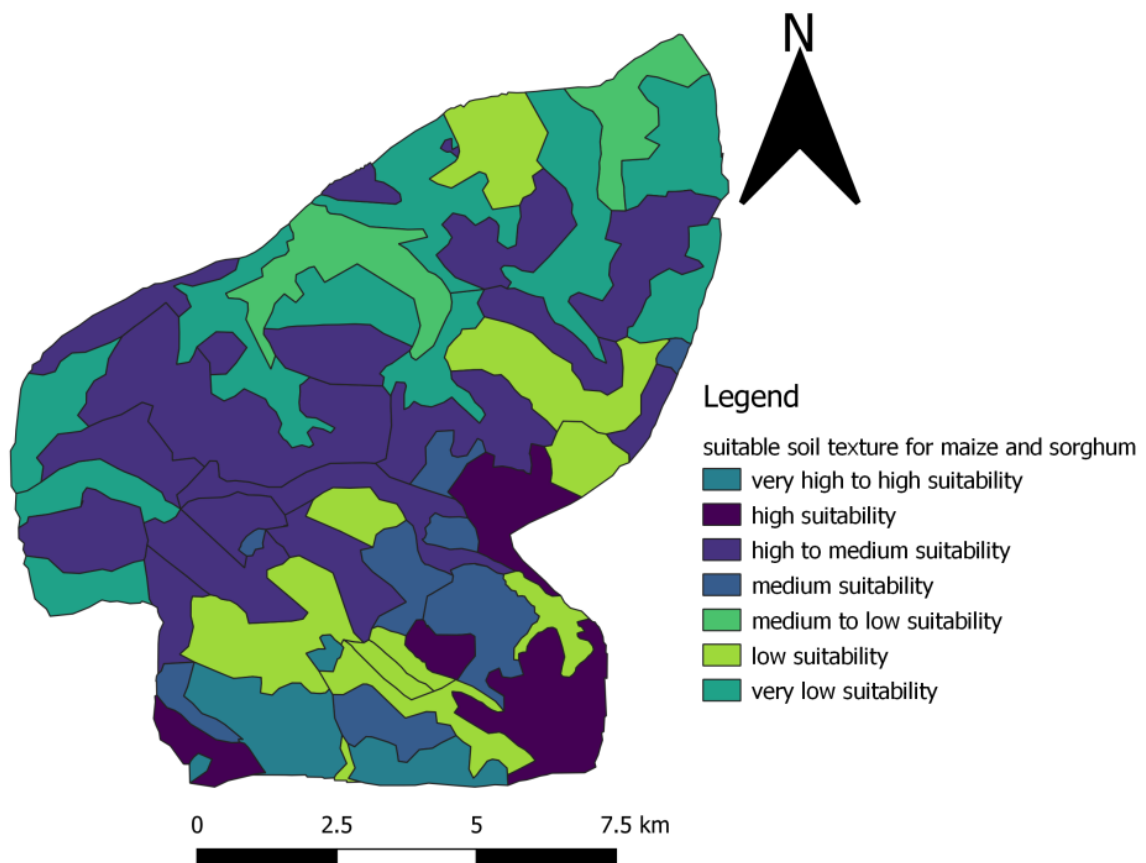 N
Legend
suitable soil texture for maize and sorghum
very high to high suitability
high suitability
high to medium suitability
medium suitability
medium to low suitability
low suitability
very low suitability
0 2.5 5 7.5 km